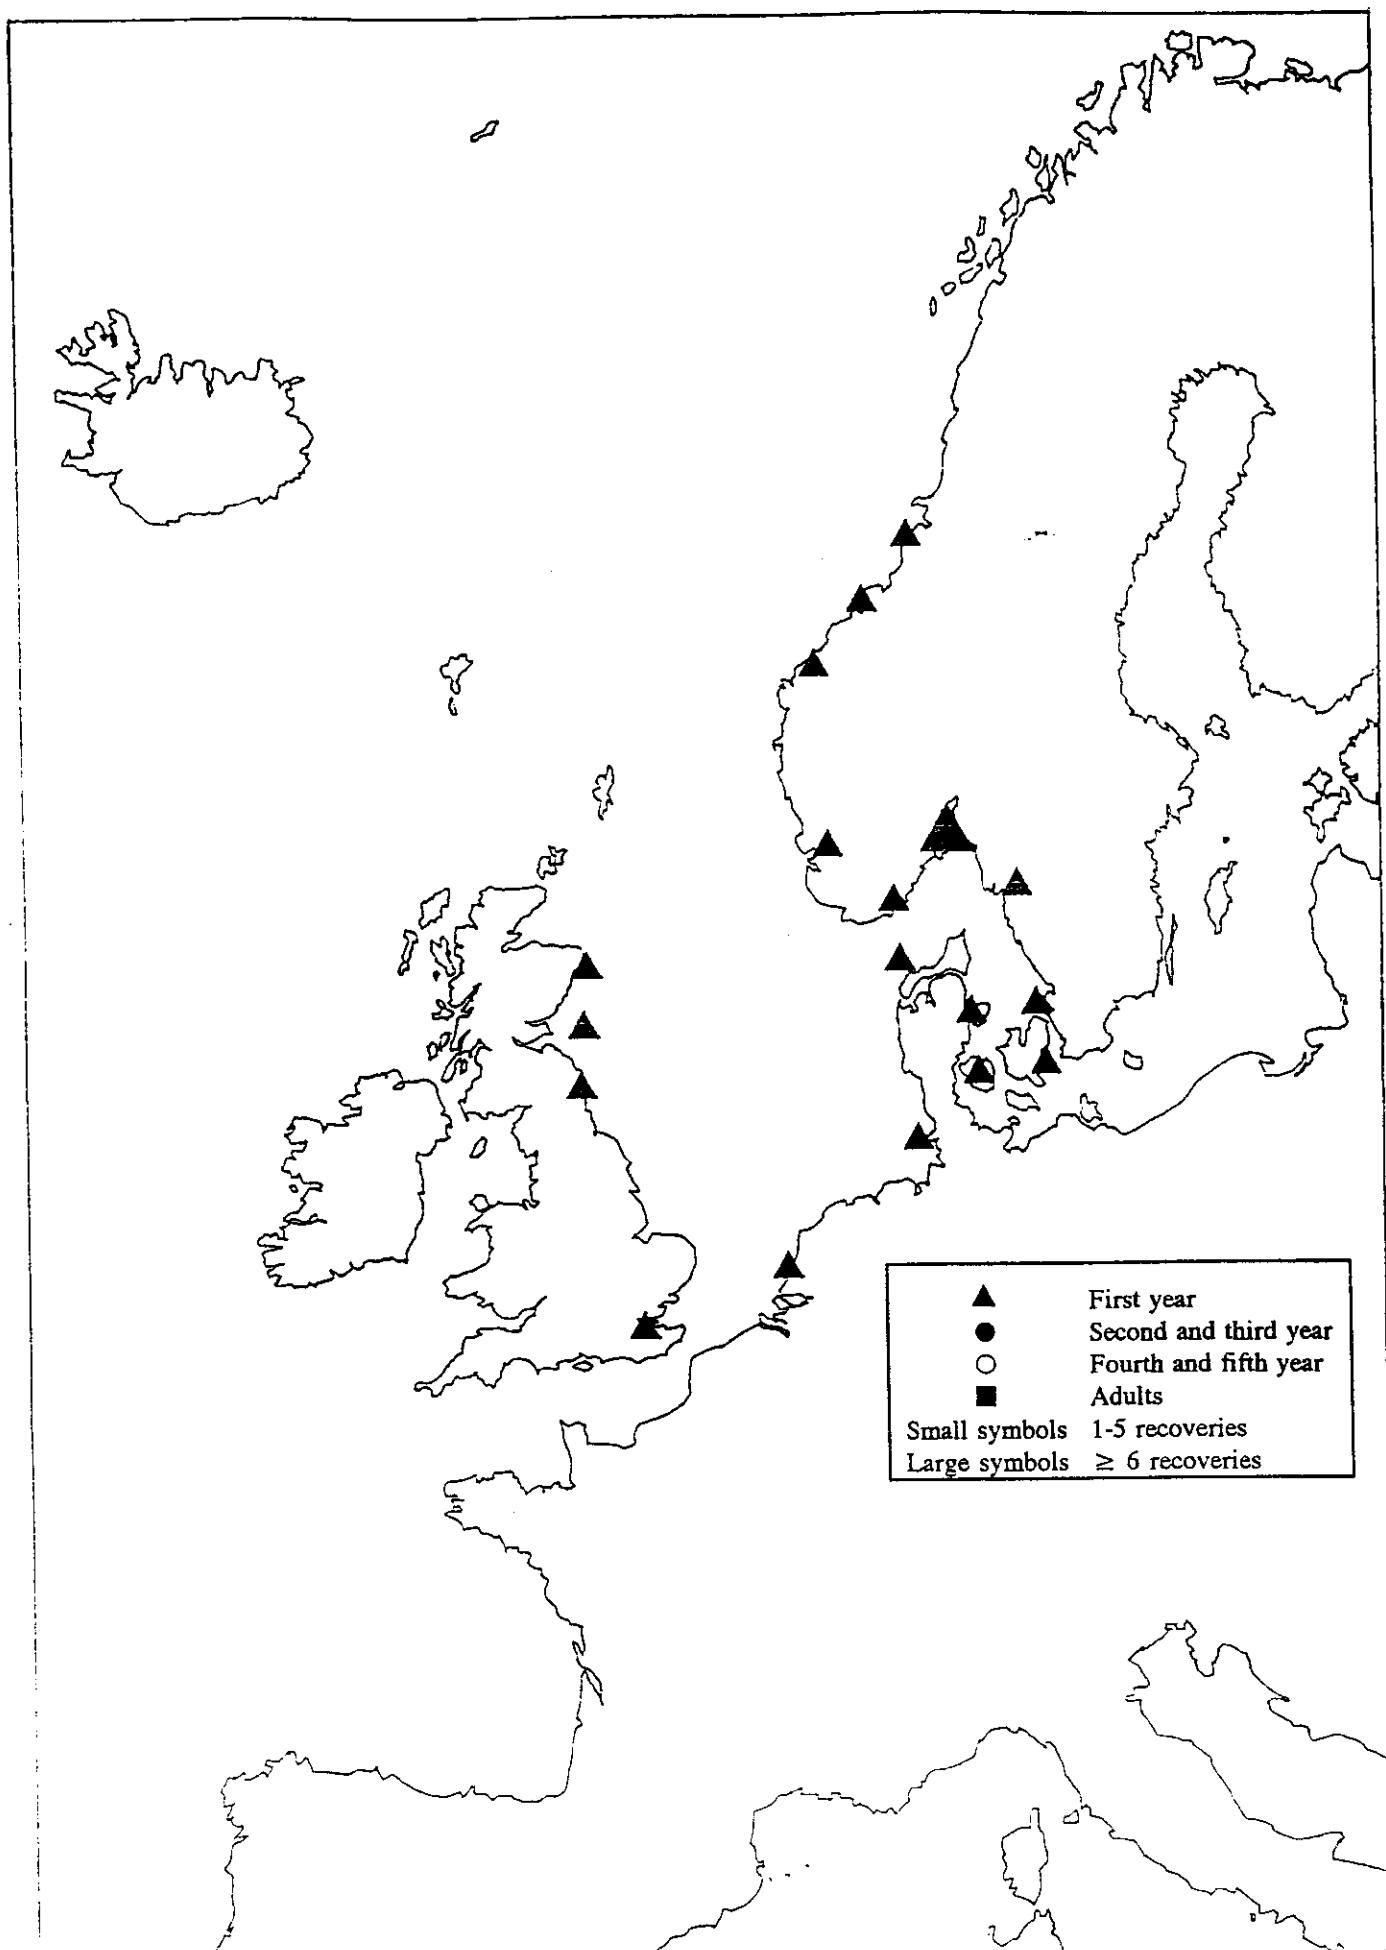 First year
Second and third year
Fourth and fifth year
Adults
Small symbols 1-5 recoveries
Large symbols ≥ 6 recoveries